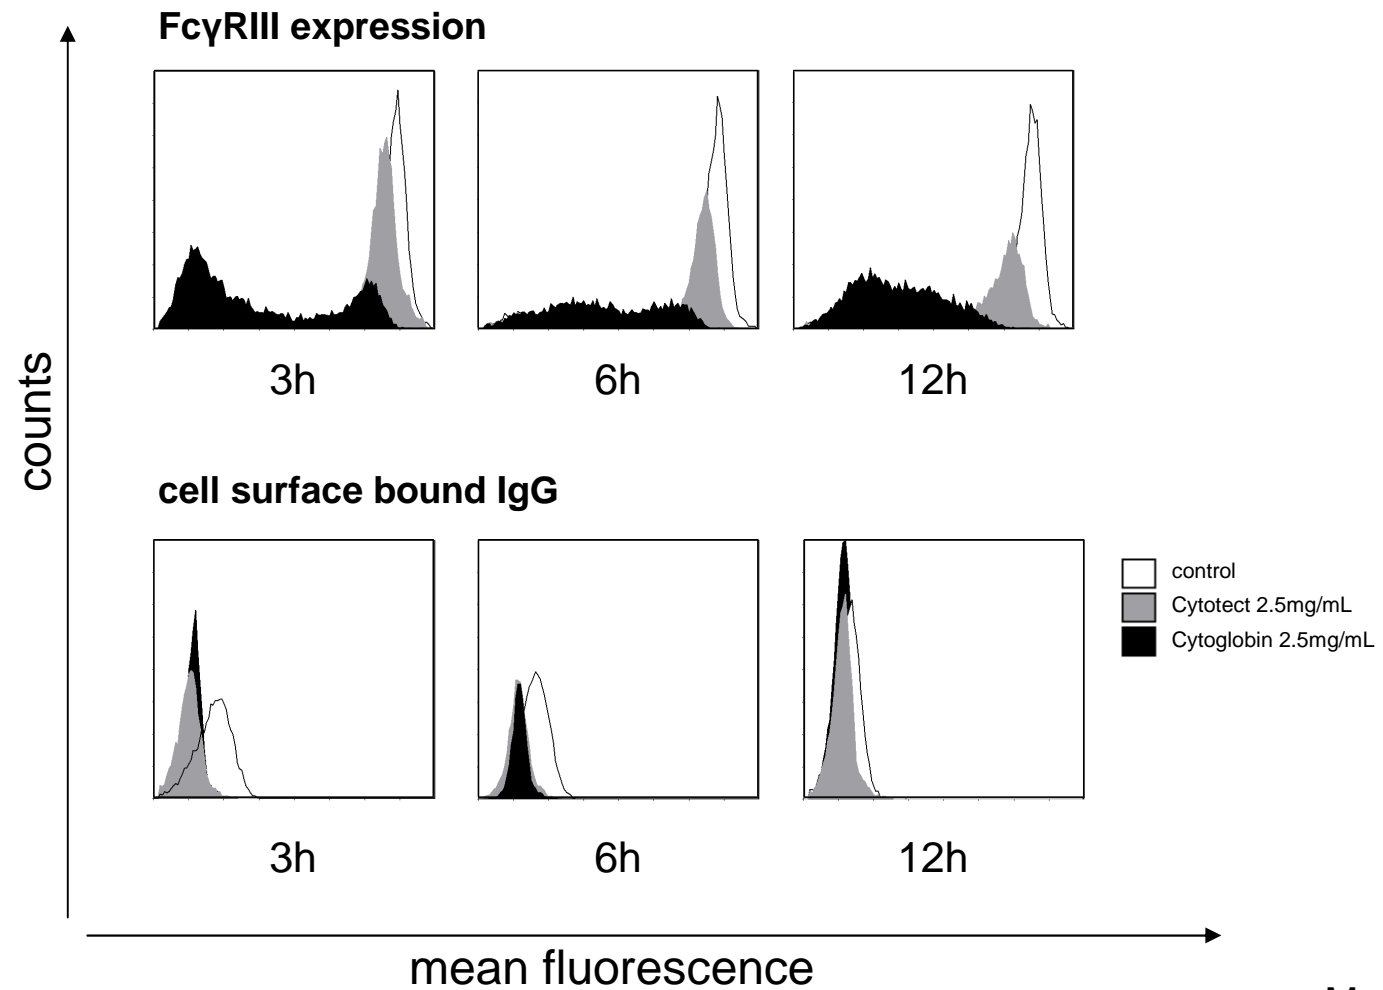 FcγRIII expression
3h
6h
12h
counts
cell surface bound IgG
control
Cytotect 2.5mg/mL
Cytoglobin 2.5mg/mL
3h
6h
12h
mean fluorescence